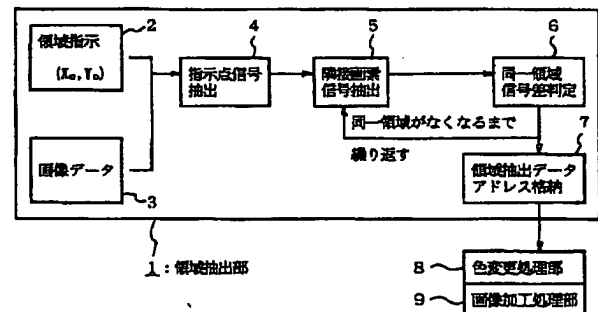 領域指示
(X₀,Y₀)
2
画像データ
3
4
指示点信号
抽出
5
隣接画素
信号抽出
6
同一領域
信号差判定
同一領域がなくなるまで
繰り返す
7
領域抽出データ
アドレス格納
1:領域抽出部
8
色変更処理部
9
画像加工処理部